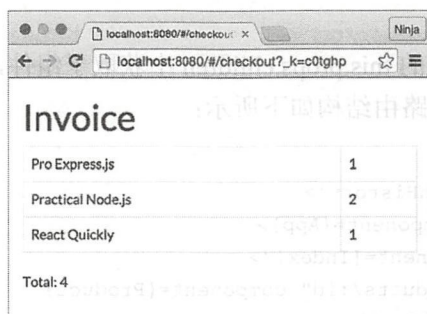 localhost:8080/#/checkout ×
Ninja
localhost:8080/#/checkout?_k=c0tghp
Invoice
Pro Express.js 1
Practical Node.js 2
React Quickly 1
Total: 4